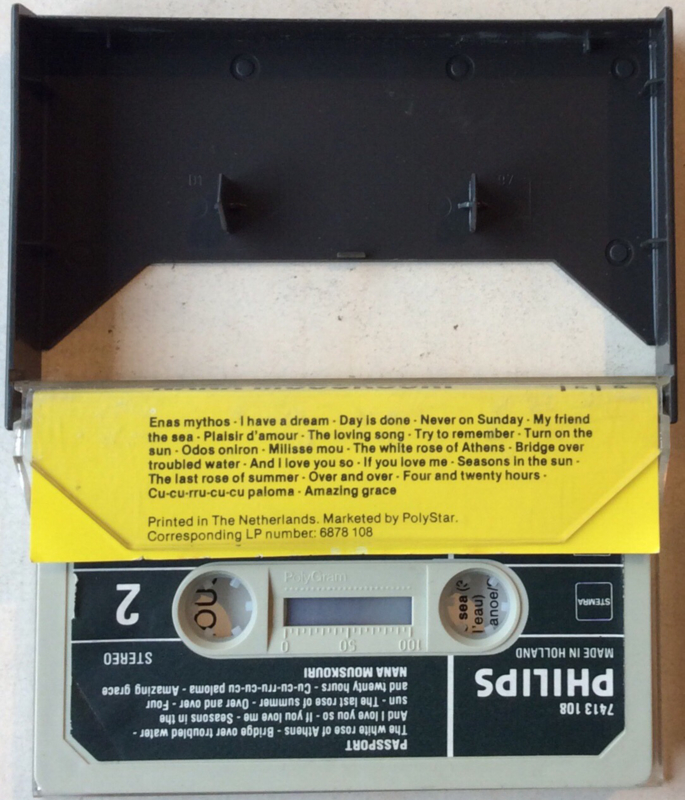 Enas mythos · I have a dream · Day is done · Never on Sunday · My friend
the sea · Plaisir d'amour · The loving song · Try to remember · Turn on the
sun · Odos oniron · Milisse mou · The white rose of Athens · Bridge over
troubled water · And I love you so · If you love me · Seasons in the sun ·
The last rose of summer · Over and over · Four and twenty hours ·
Cu-cu-rru-cu-cu paloma · Amazing grace
Printed in The Netherlands. Marketed by PolyStar.
Corresponding LP number: 6878 108
PASSPORT
The white rose of Athens - Bridge over troubled water -
And I love you so - If you love me - Seasons in the
sun - The last rose of summer - Over and over - Four
and twenty hours - Cu-cu-rru-cu-cu paloma - Amazing grace
NANA MOUSKOURI
7413 108
PHILIPS
MADE IN HOLLAND
STEREO
2
STEMRA
PolyGram
0 50 100
sea
l'eau)
anoe/